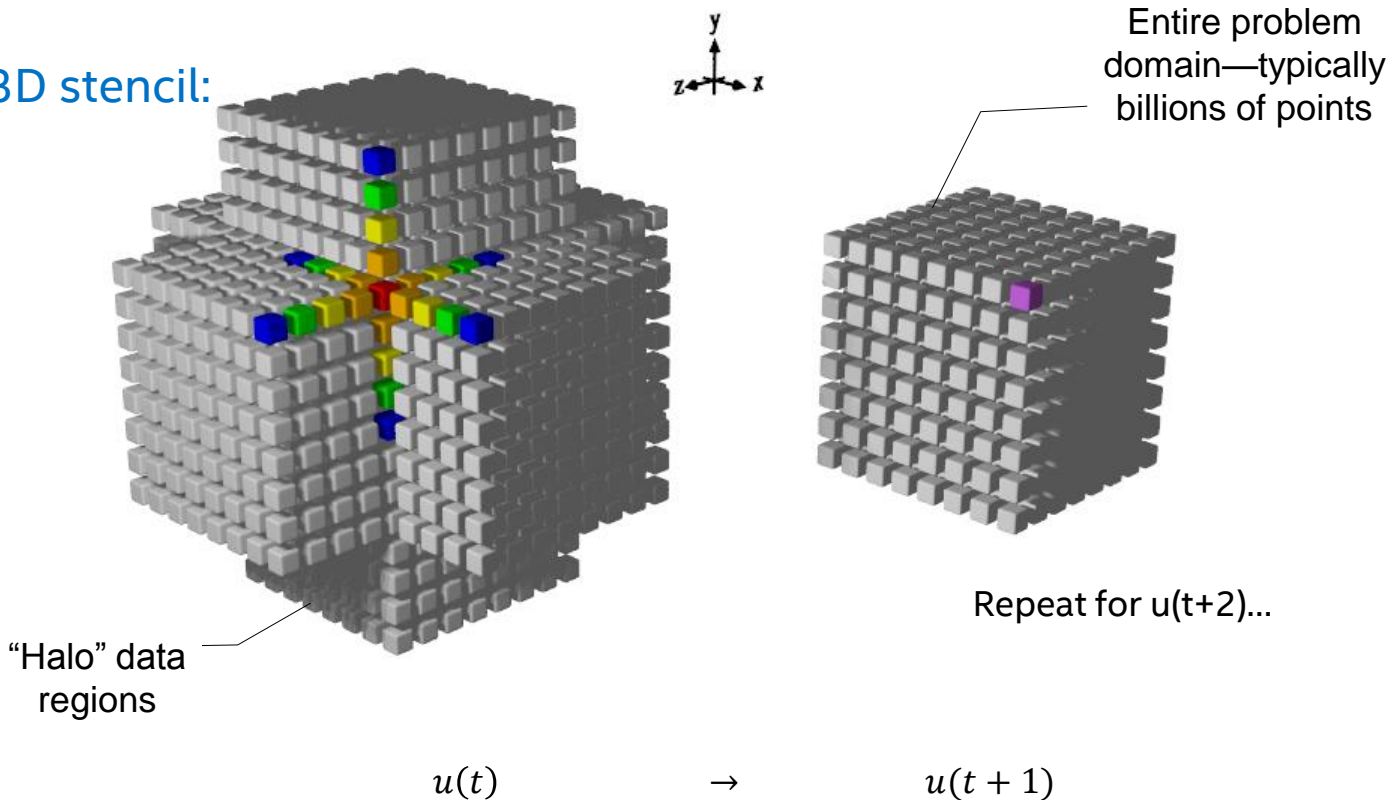 3D stencil:
y
z
x
Entire problem
domain—typically
billions of points
Repeat for u(t+2)...
“Halo” data
regions
u(t) → u(t + 1)